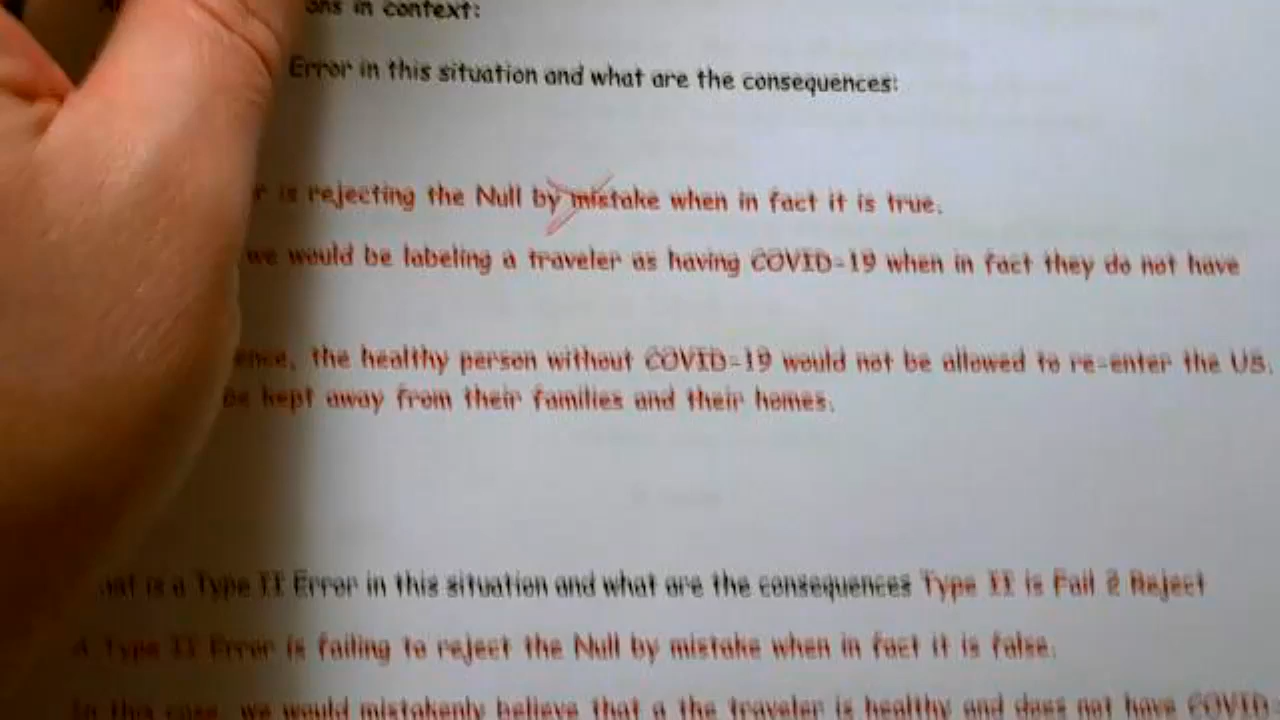 ons in context:
Error in this situation and what are the consequences:
r is rejecting the Null by mistake when in fact it is true.
we would be labeling a traveler as having COVID-19 when in fact they do not have
ence, the healthy person without COVID-19 would not be allowed to re-enter the US.
be kept away from their families and their homes.
is a Type II Error in this situation and what are the consequences Type II is Fail 2 Reject
A Type II Error is failing to reject the Null by mistake when in fact it is false.
In this case, we would mistakenly believe that a the traveler is healthy and does not have COVID-